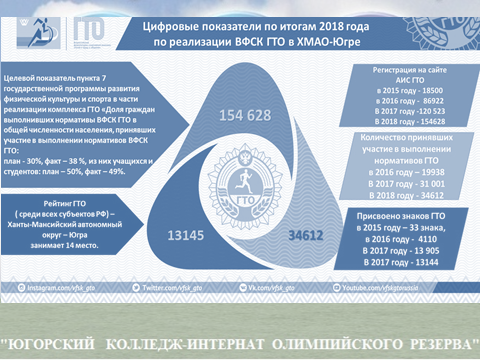 ГТО
Цифровые показатели по итогам 2018 года
по реализации ВФСК ГТО в ХМАО-Югре
Целевой показатель пункта 7
государственной программы развития
физической культуры и спорта в части
реализации комплекса ГТО «Доля граждан
выполнивших нормативы ВФСК ГТО в
общей численности населения, принявших
участие в выполнении нормативов ВФСК
ГТО:
план - 30%, факт – 38 %, из них учащихся и
студентов: план – 50%, факт – 49%.
Рейтинг ГТО
( среди всех субъектов РФ) –
Ханты-Мансийский автономный
округ – Югра
занимает 14 место.
154 628
ГТО
13145
34612
Регистрация на сайте
АИС ГТО
в 2015 году - 18500
в 2016 году - 86922
В 2017 году -120 523
В 2018 году - 154628
Количество принявших
участие в выполнении
нормативов ГТО
в 2016 году – 19938
В 2017 году - 31 001
В 2018 году - 34612
Присвоено знаков ГТО
в 2015 году – 33 знака,
в 2016 году - 4110
В 2017 году - 13 905
В 2017 году - 13144
Instagram.com/vfsk_gto
Twitter.com/vfsk_gto
Vk.com/vfsk_gto
Youtube.com/vfskgtorussia
"ЮГОРСКИЙ КОЛЛЕДЖ-ИНТЕРНАТ ОЛИМПИЙСКОГО РЕЗЕРВА"